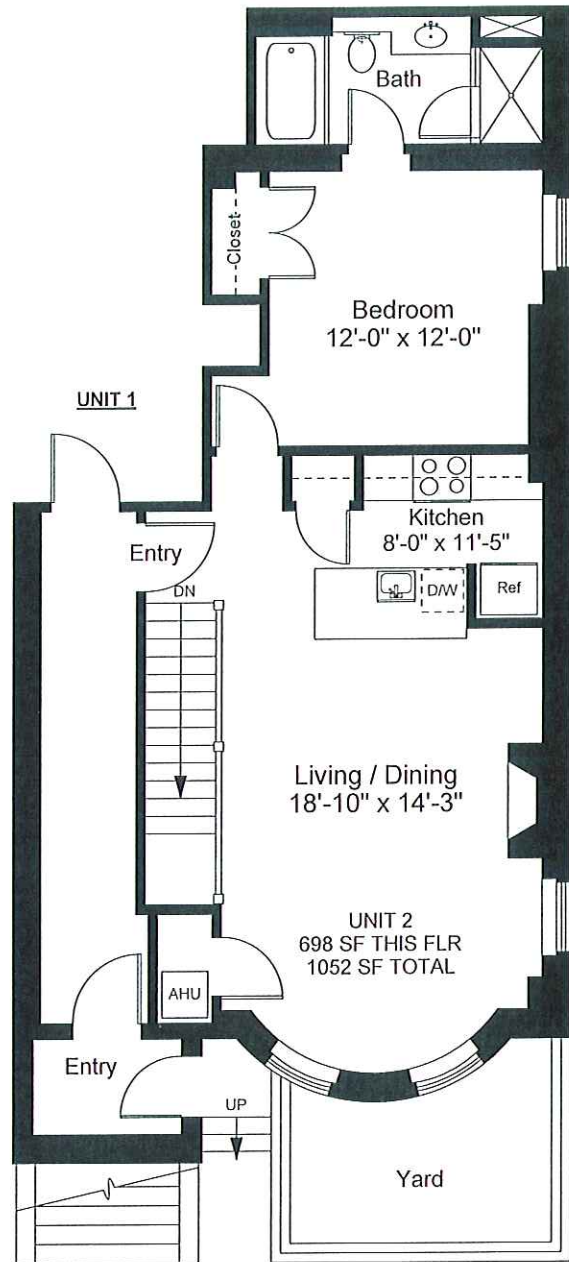 Bath
Closet
Bedroom
12'-0" x 12'-0"
UNIT 1
Kitchen
8'-0" x 11'-5"
Entry
DN
D/W
Ref
Living / Dining
18'-10" x 14'-3"
UNIT 2
698 SF THIS FLR
1052 SF TOTAL
AHU
Entry
UP
Yard